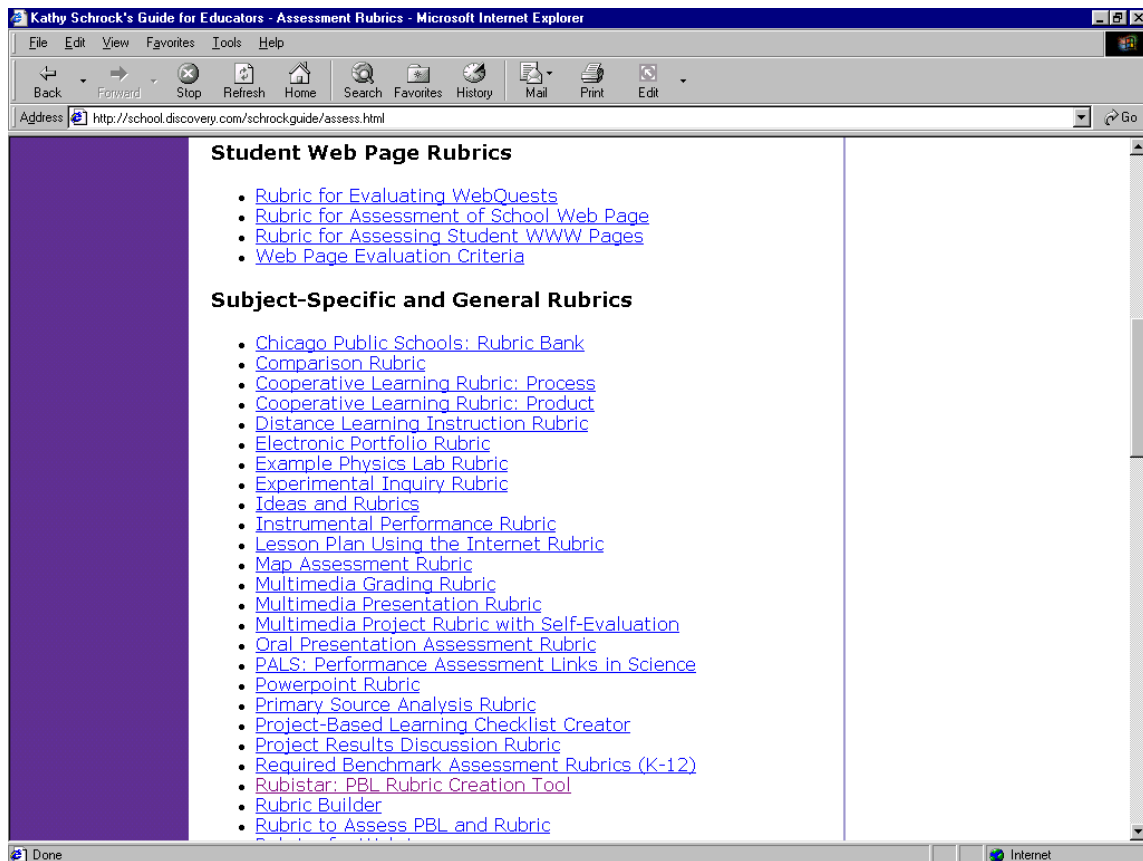 Kathy Schrock's Guide for Educators - Assessment Rubrics - Microsoft Internet Explorer
File Edit View Favorites Tools Help
Back Forward Stop Refresh Home Search Favorites History Mail Print Edit
Address http://school.discovery.com/schrockguide/assess.html Go
Student Web Page Rubrics
Rubric for Evaluating WebQuests
Rubric for Assessment of School Web Page
Rubric for Assessing Student WWW Pages
Web Page Evaluation Criteria
Subject-Specific and General Rubrics
Chicago Public Schools: Rubric Bank
Comparison Rubric
Cooperative Learning Rubric: Process
Cooperative Learning Rubric: Product
Distance Learning Instruction Rubric
Electronic Portfolio Rubric
Example Physics Lab Rubric
Experimental Inquiry Rubric
Ideas and Rubrics
Instrumental Performance Rubric
Lesson Plan Using the Internet Rubric
Map Assessment Rubric
Multimedia Grading Rubric
Multimedia Presentation Rubric
Multimedia Project Rubric with Self-Evaluation
Oral Presentation Assessment Rubric
PALS: Performance Assessment Links in Science
Powerpoint Rubric
Primary Source Analysis Rubric
Project-Based Learning Checklist Creator
Project Results Discussion Rubric
Required Benchmark Assessment Rubrics (K-12)
Rubistar: PBL Rubric Creation Tool
Rubric Builder
Rubric to Assess PBL and Rubric
Done Internet